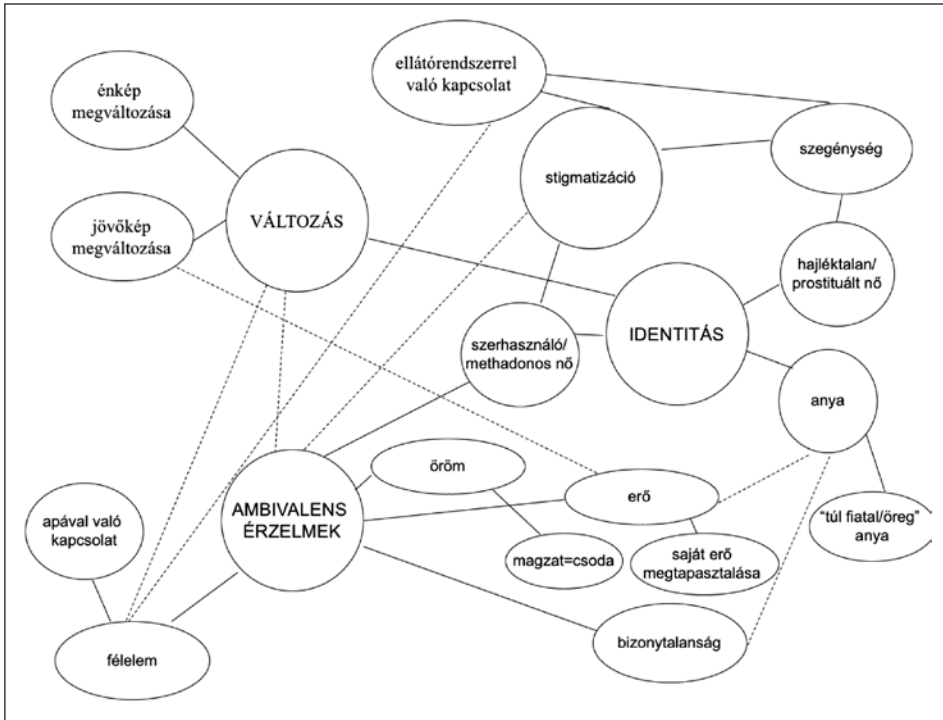 énkép
megváltozása
ellátórendszerrel
való kapcsolat
szegénység
stigmatizáció
VÁLTOZÁS
jövőkép
megváltozása
hajléktalan/
prostituált nő
IDENTITÁS
szerhasználó/
methadonos nő
anya
öröm
erő
AMBIVALENS
ÉRZELMEK
apával való
kapcsolat
"túl fiatal/öreg"
anya
magzat=csoda
saját erő
megtapasztalása
bizonytalanság
félelem